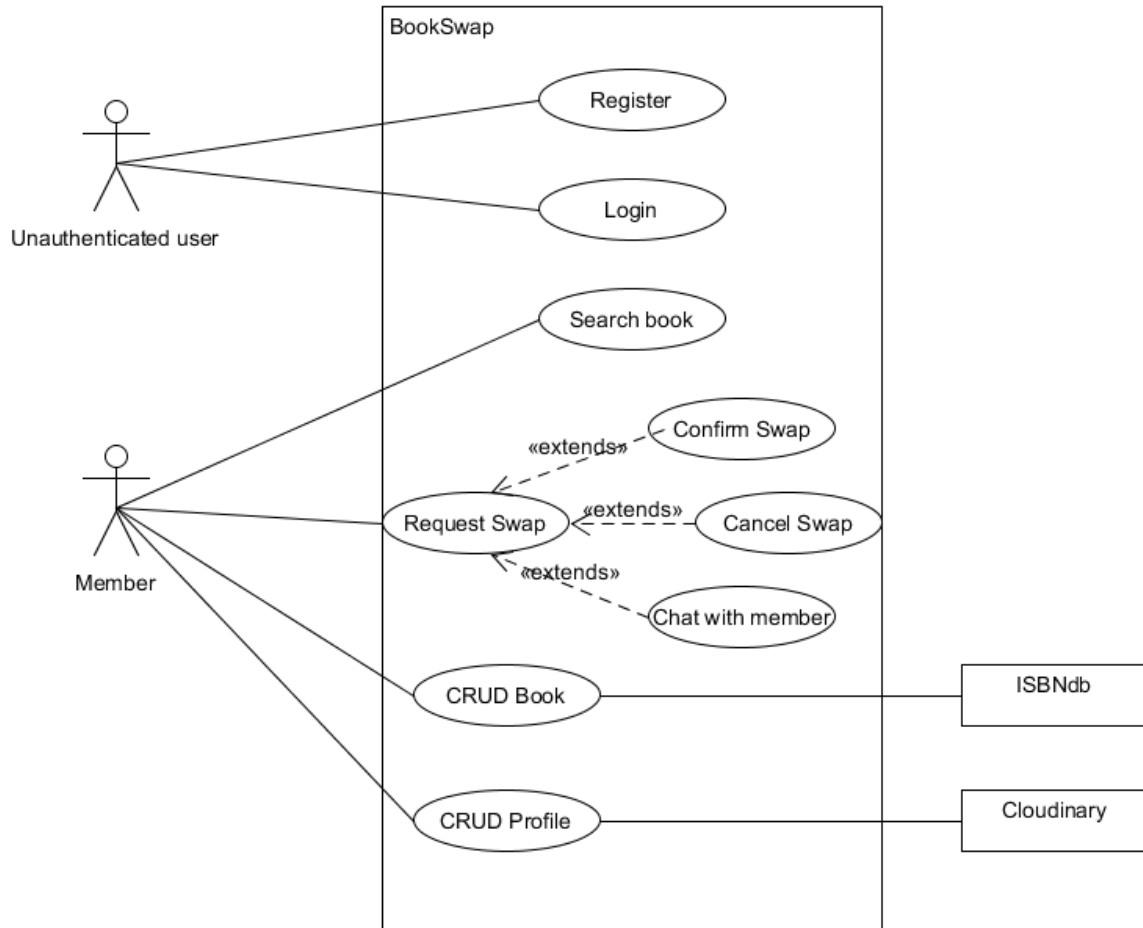 BookSwap
Register
Unauthenticated user
Login
Search book
Confirm Swap
«extends»
Request Swap
«extends»
Cancel Swap
Member
«extends»
Chat with member
CRUD Book
ISBNdb
CRUD Profile
Cloudinary